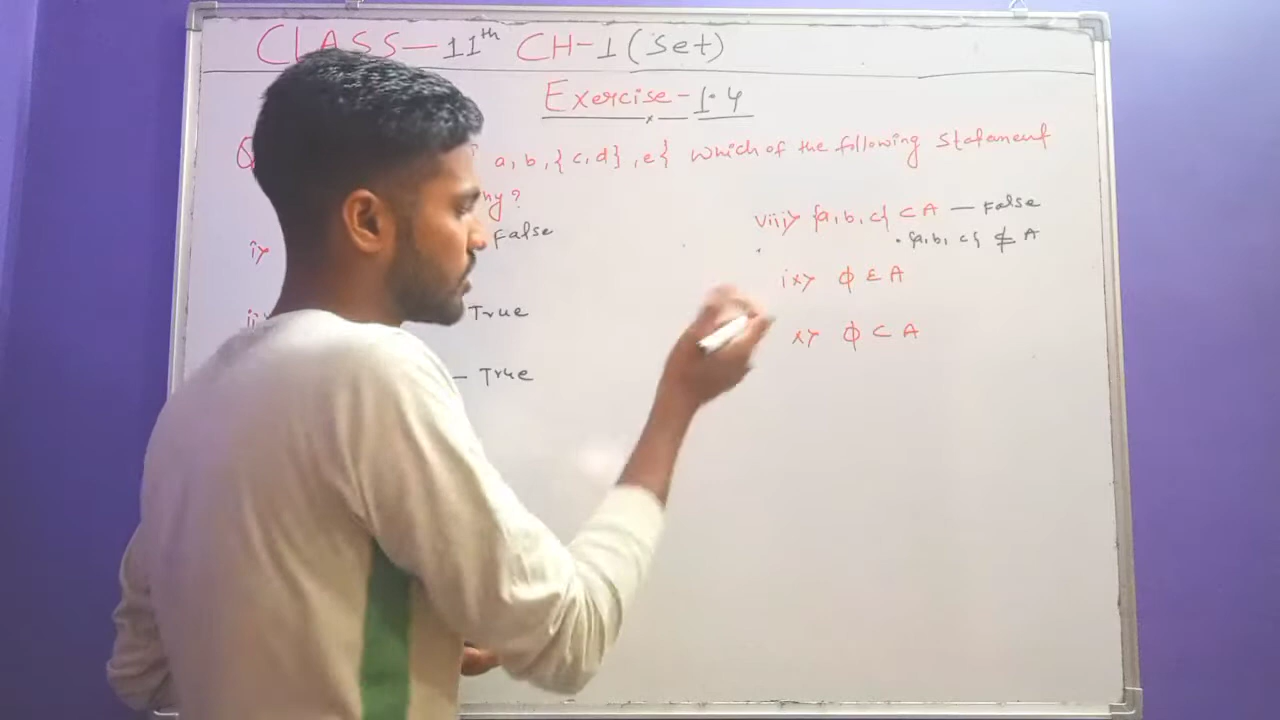 CLASS-11th CH-1 (Set)
Exercise-1.4
a, b, {c, d}, e} Which of the following statement
viii> {a, b, c} ⊂ A — False
i> False
• {a, b, c} ⊄ A
ix> ϕ ε A
ii> True
x> ϕ ⊂ A
— True